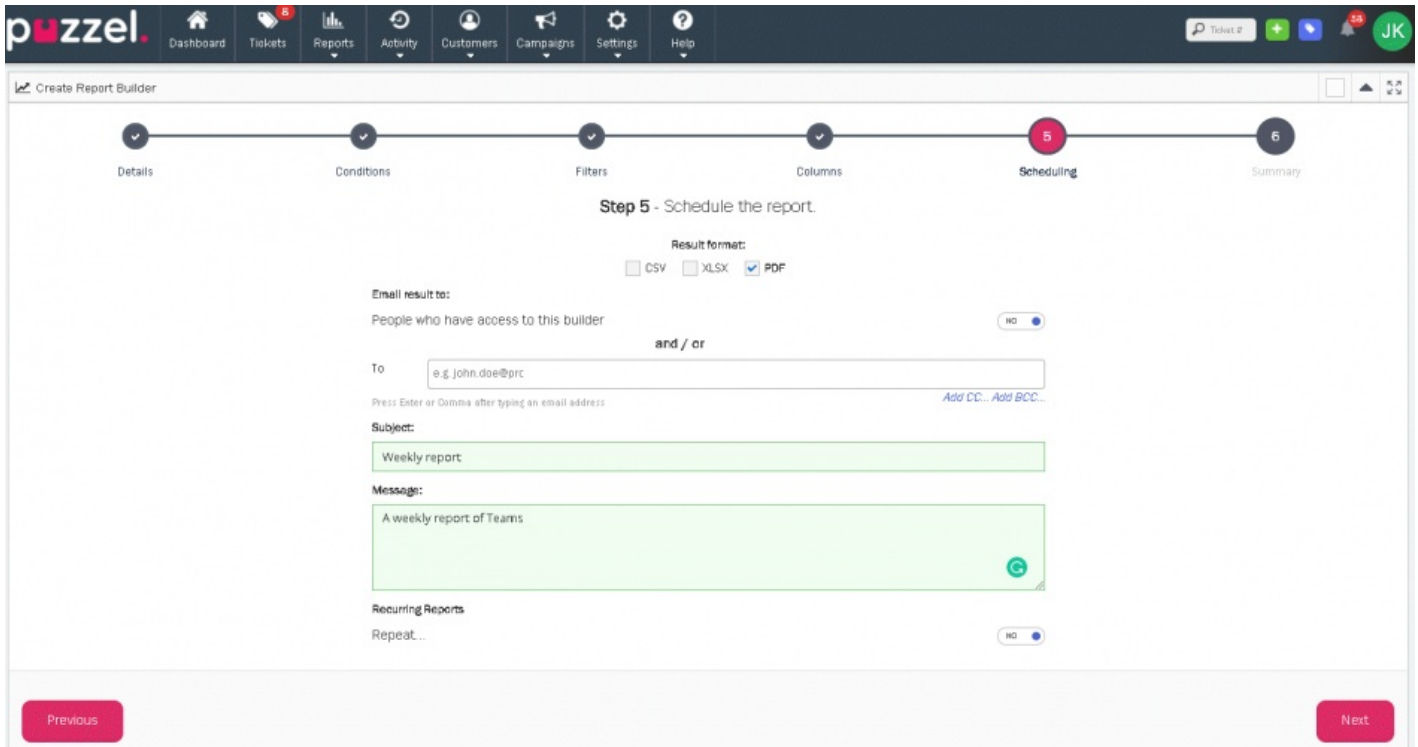 puzzel.
Dashboard
Tickets
8
Reports
Activity
Customers
Campaigns
Settings
Help
Ticket #
JK
Create Report Builder
5
6
Details
Conditions
Filters
Columns
Scheduling
Summary
Step 5 - Schedule the report.
Result format:
CSV XLSX PDF
Email result to:
People who have access to this builder NO
and / or
To e.g. john.doe@prc
Press Enter or Comma after typing an email address Add CC... Add BCC...
Subject:
Weekly report
Message:
A weekly report of Teams
Recurring Reports
Repeat... NO
Previous Next